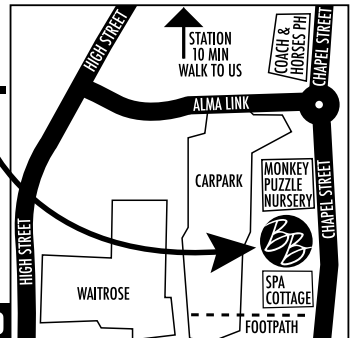 HIGH STREET
STATION
10 MIN
WALK TO US
COACH &
HORSES PH
CHAPEL STREET
ALMA LINK
CARPARK
MONKEY
PUZZLE
NURSERY
CHAPEL STREET
BB
HIGH STREET
WAITROSE
SPA
COTTAGE
FOOTPATH